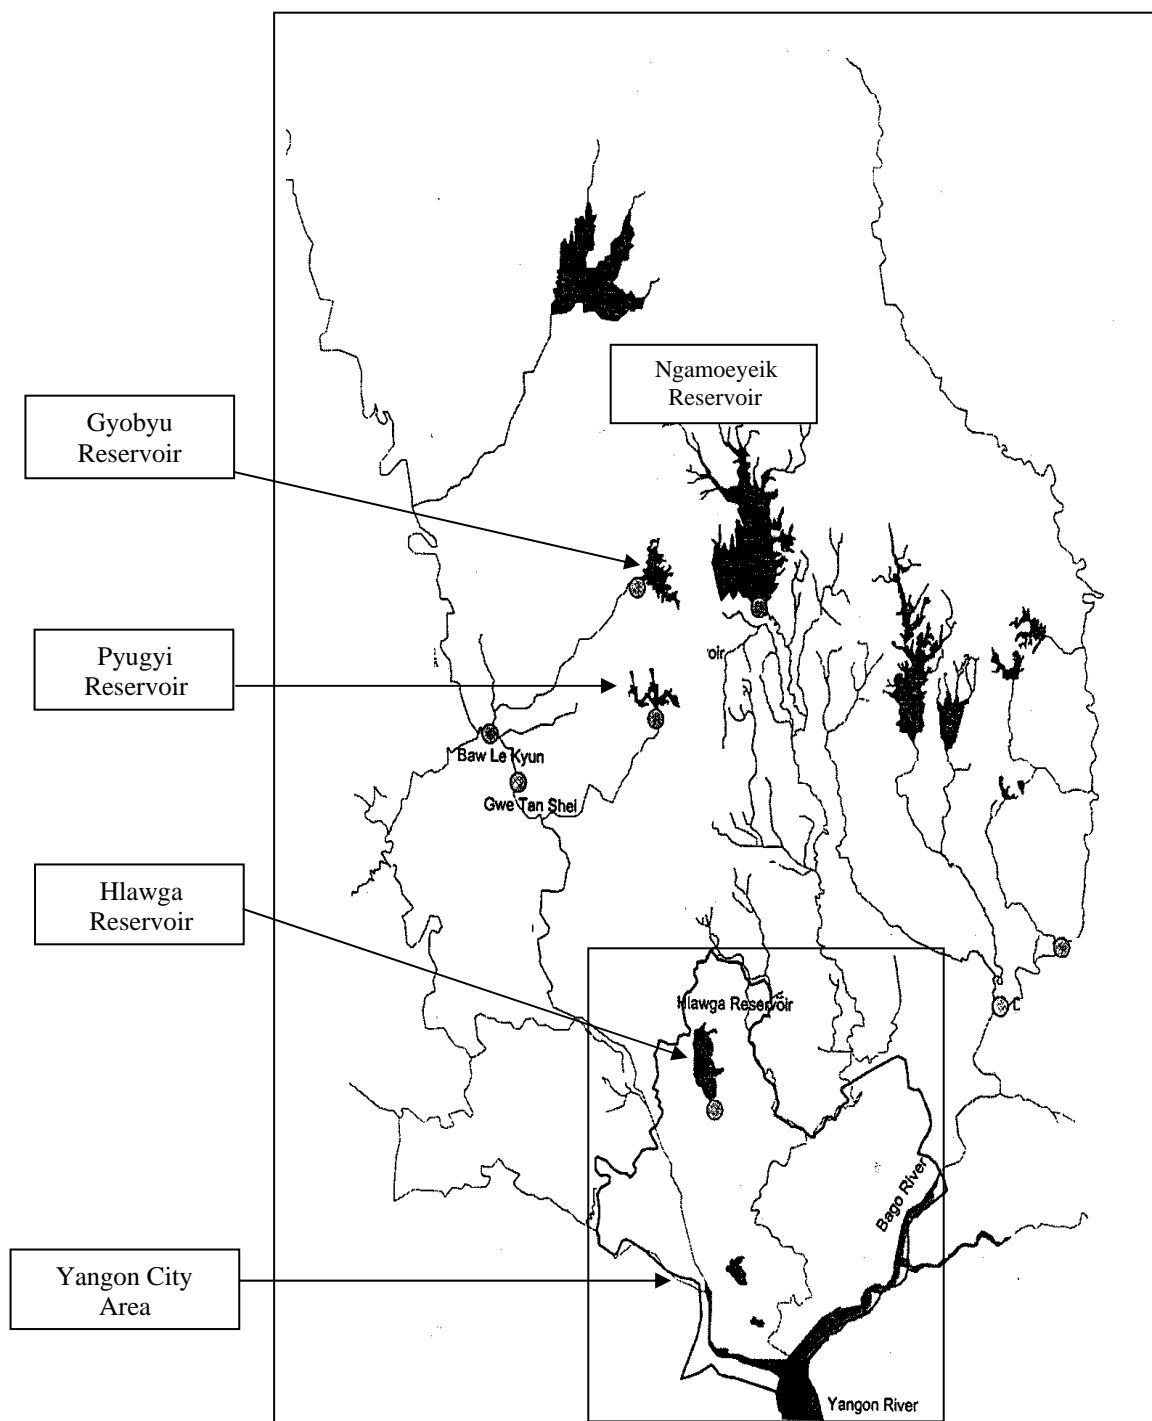 Ngamoeyeik
Reservoir
Gyobyu
Reservoir
Pyugyi
Reservoir
voir
Baw Le Kyun
Gwe Tan Shei
Hlawga
Reservoir
Hlawga Reservoir
Bago River
Yangon City
Area
Yangon River